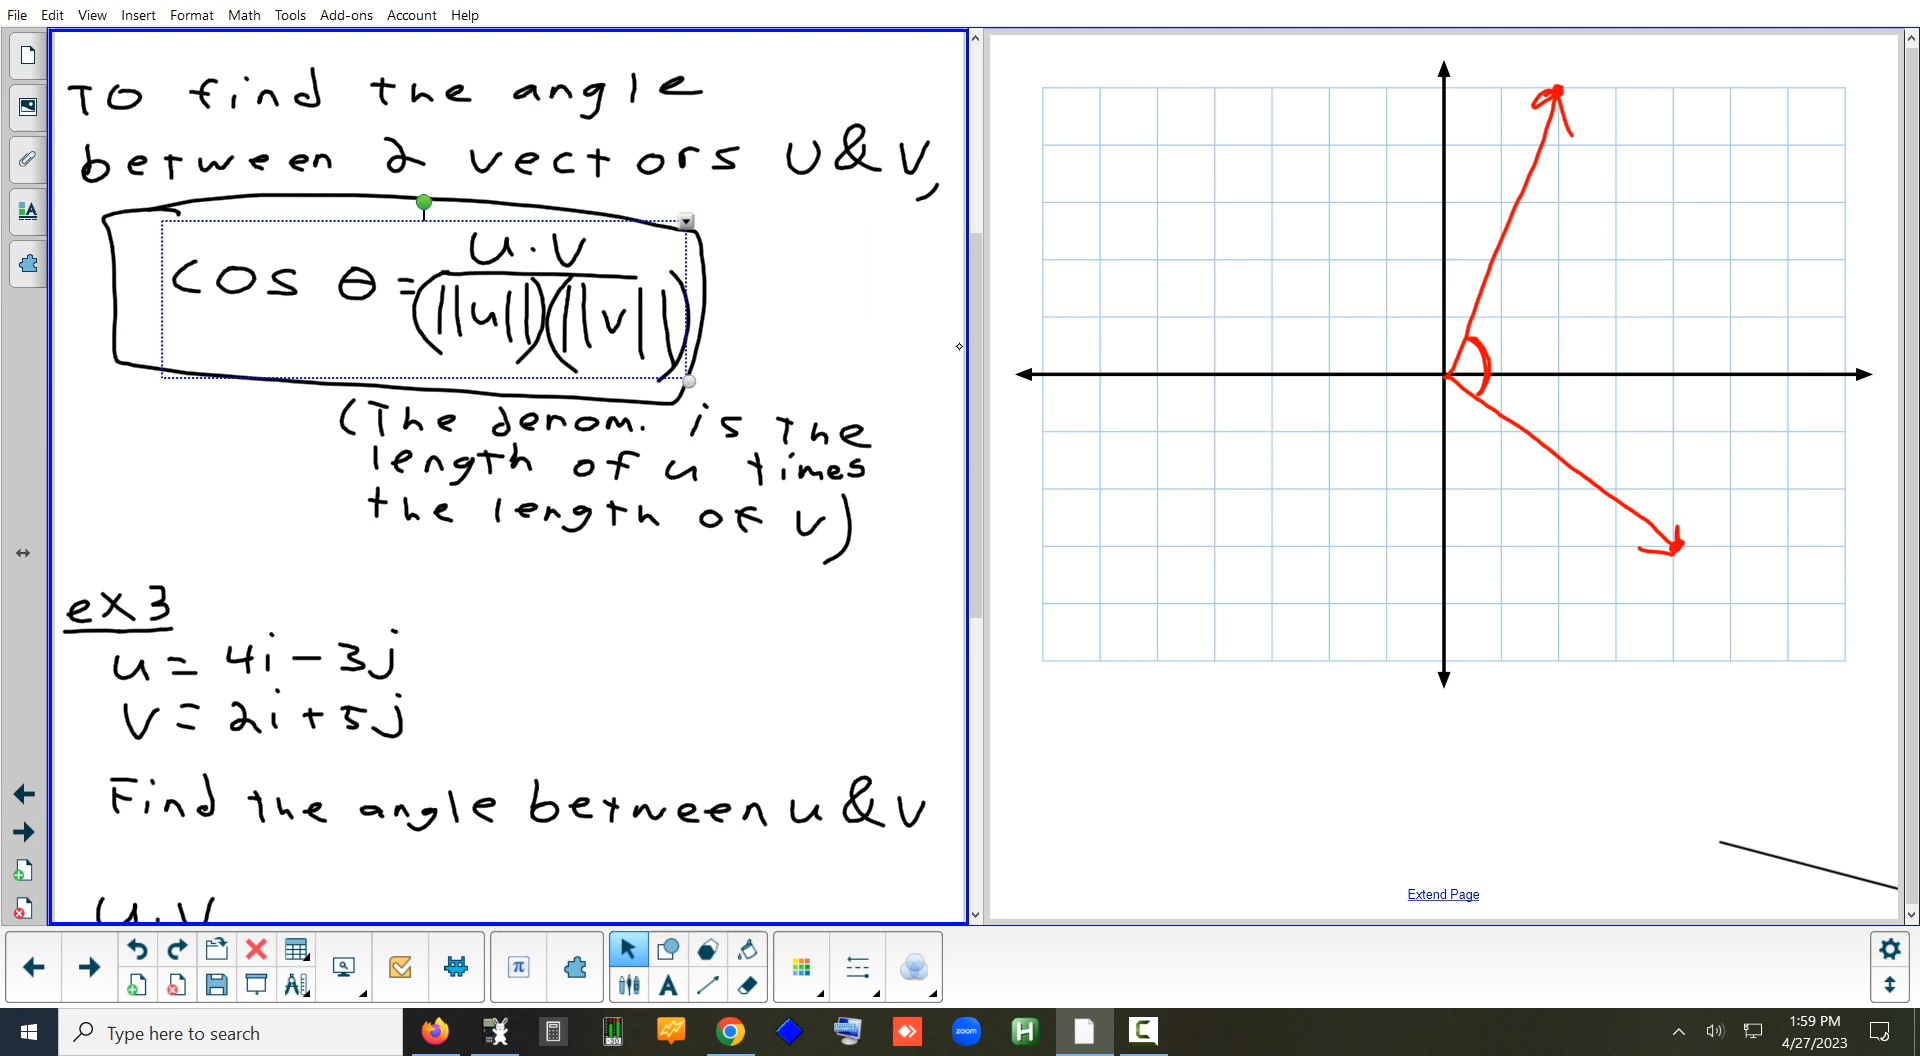 File Edit View Insert Format Math Tools Add-ons Account Help
To find the angle
between 2 vectors u & v,
cos θ = u · v
(||u||)(||v||)
(The denom. is the
length of u times
the length of v)
ex 3
u = 4i - 3j
v = 2i + 5j
Find the angle between u & v
u · v
Extend Page
Type here to search
zoom
1:59 PM
4/27/2023